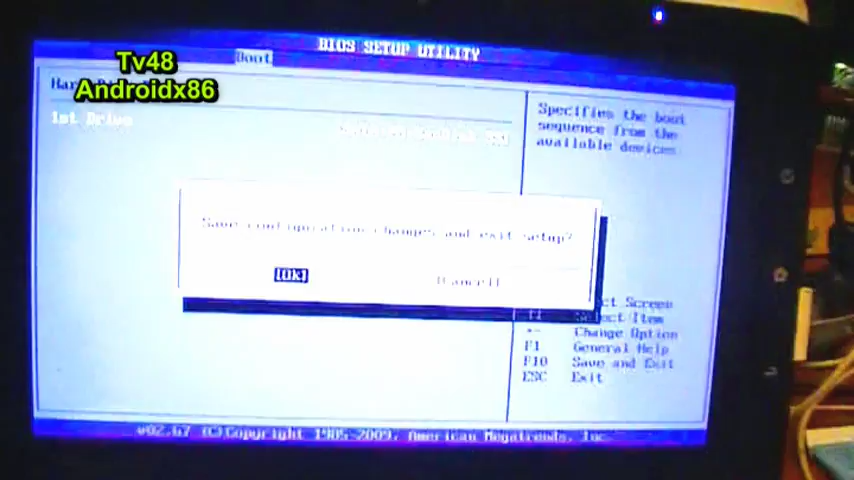 BIOS SETUP UTILITY
Boot
Tv48
Androidx86
1st Drive
Specifies the boot
sequence from the
available devices.
Save configuration changes and exit setup?
[Ok]
[Cancel]
Screen
Select Item
Change Option
F1 General Help
F10 Save and Exit
ESC Exit
v02.67 (C)Copyright 1985-2009, American Megatrends, Inc.